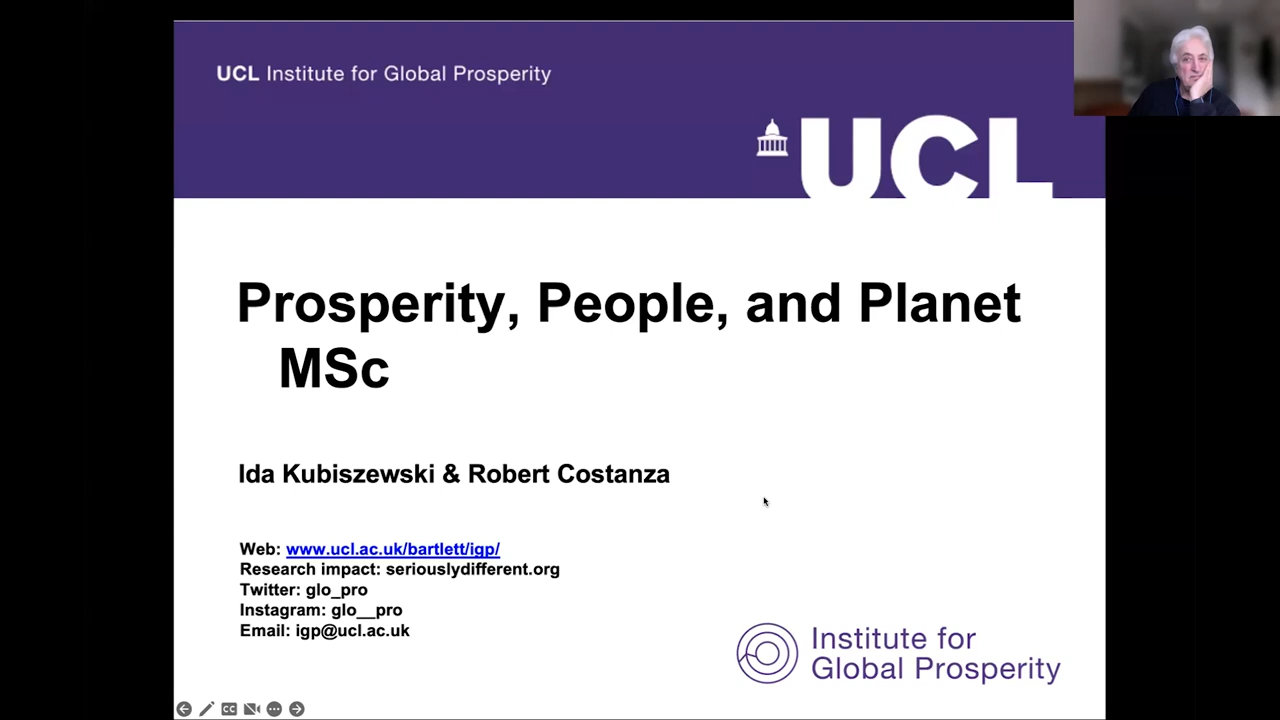 UCL Institute for Global Prosperity
UCL
Prosperity, People, and Planet
MSc
Ida Kubiszewski & Robert Costanza
Web: www.ucl.ac.uk/bartlett/igp/
Research impact: seriouslydifferent.org
Twitter: glo_pro
Instagram: glo__pro
Email: igp@ucl.ac.uk
Institute for
Global Prosperity
CC